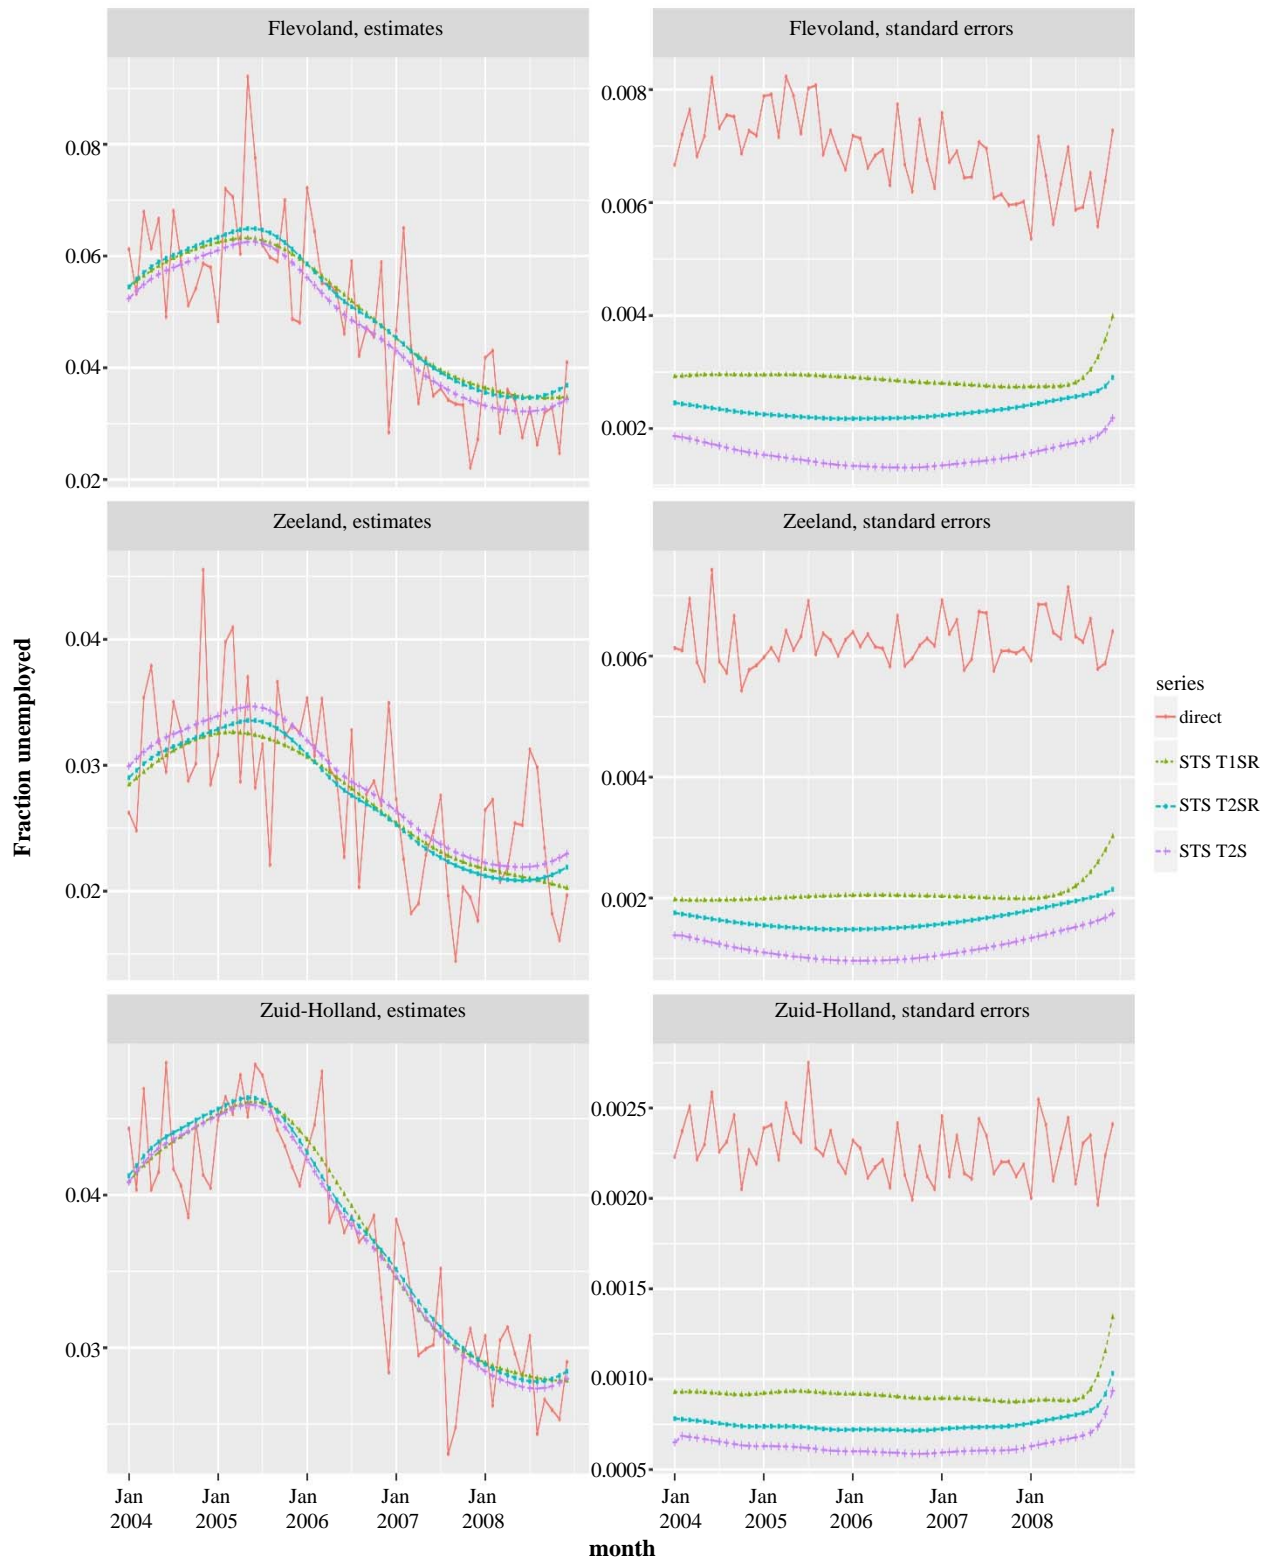 Flevoland, estimates
Flevoland, standard errors
0.08
0.06
0.04
0.02
0.008
0.006
0.004
0.002
Zeeland, estimates
Zeeland, standard errors
0.04
0.03
0.02
0.006
0.004
0.002
Fraction unemployed
series
direct
STS T1SR
STS T2SR
STS T2S
Zuid-Holland, estimates
Zuid-Holland, standard errors
0.04
0.03
0.0025
0.0020
0.0015
0.0010
0.0005
Jan Jan Jan Jan Jan
2004 2005 2006 2007 2008
Jan Jan Jan Jan Jan
2004 2005 2006 2007 2008
month